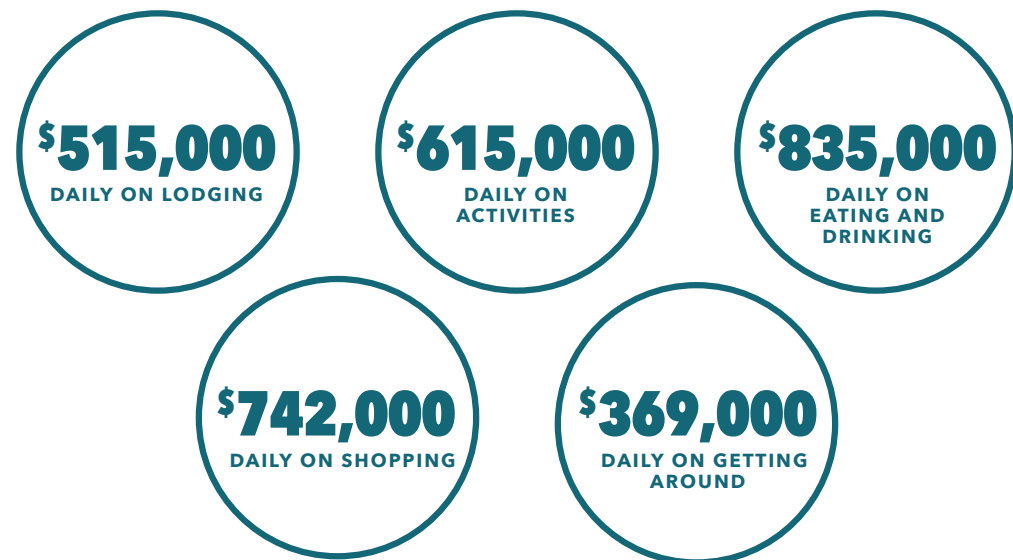 $515,000
DAILY ON LODGING
$615,000
DAILY ON
ACTIVITIES
$835,000
DAILY ON
EATING AND
DRINKING
$742,000
DAILY ON SHOPPING
$369,000
DAILY ON GETTING
AROUND